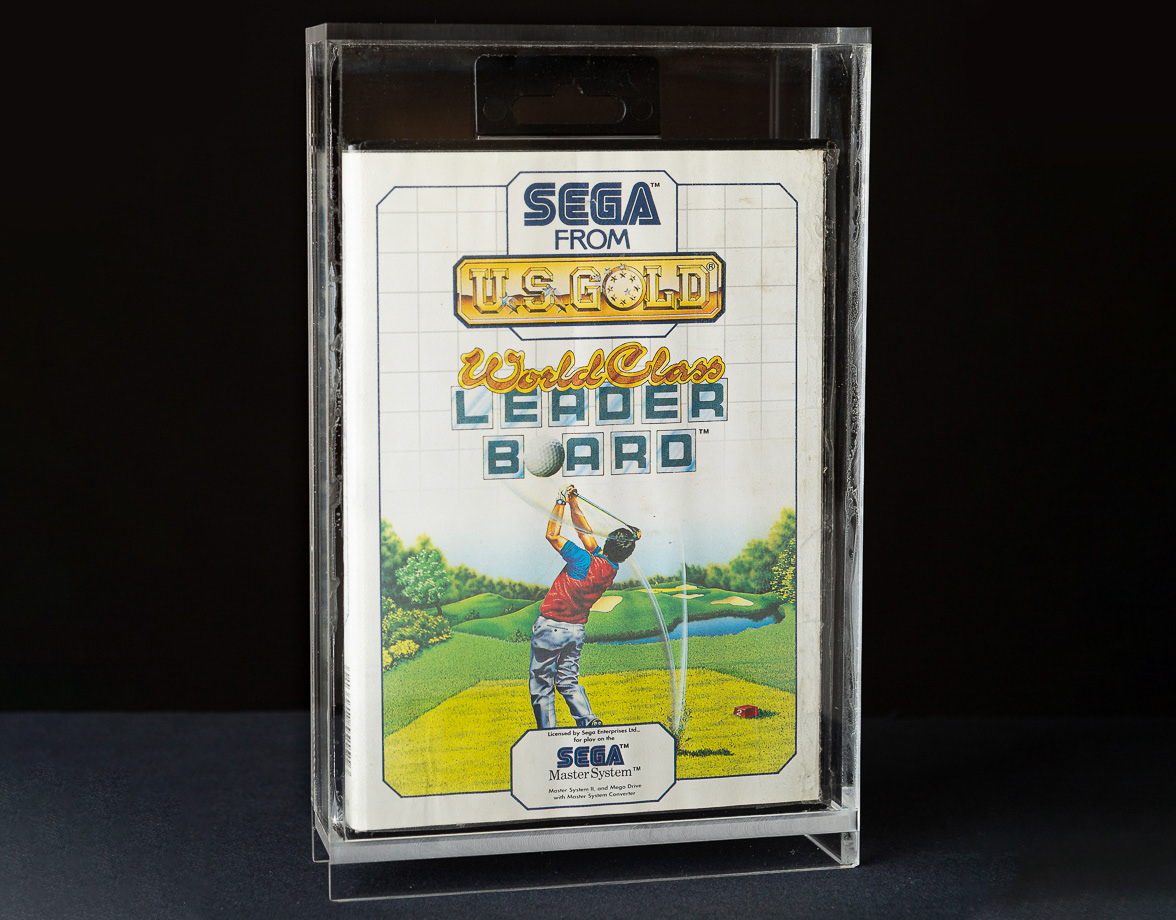 SEGA™
FROM
U.S. GOLD®
World Class
LEADER
BOARD™
Licensed by Sega Enterprises Ltd.,
for play on the
SEGA™
Master System™
Master System II, and Mega Drive
with Master System Converter